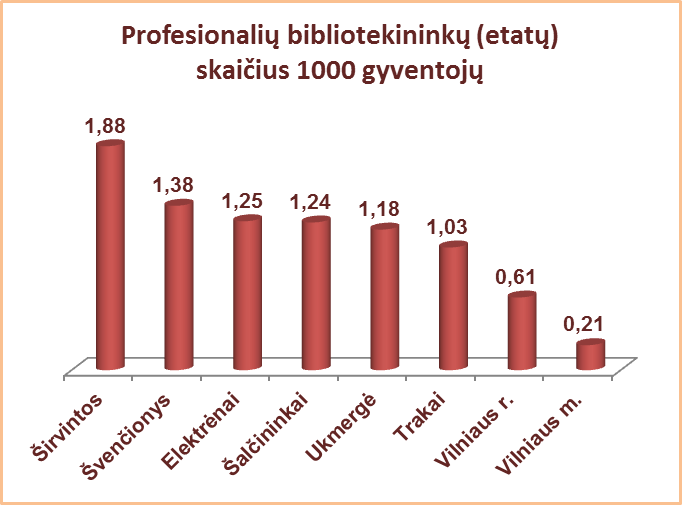 Profesionalių bibliotekininkų (etatų)
skaičius 1000 gyventojų
1,88
1,38
1,25
1,24
1,18
1,03
0,61
0,21
Širvintos
Švenčionys
Elektrėnai
Šalčininkai
Ukmergė
Trakai
Vilniaus r.
Vilniaus m.